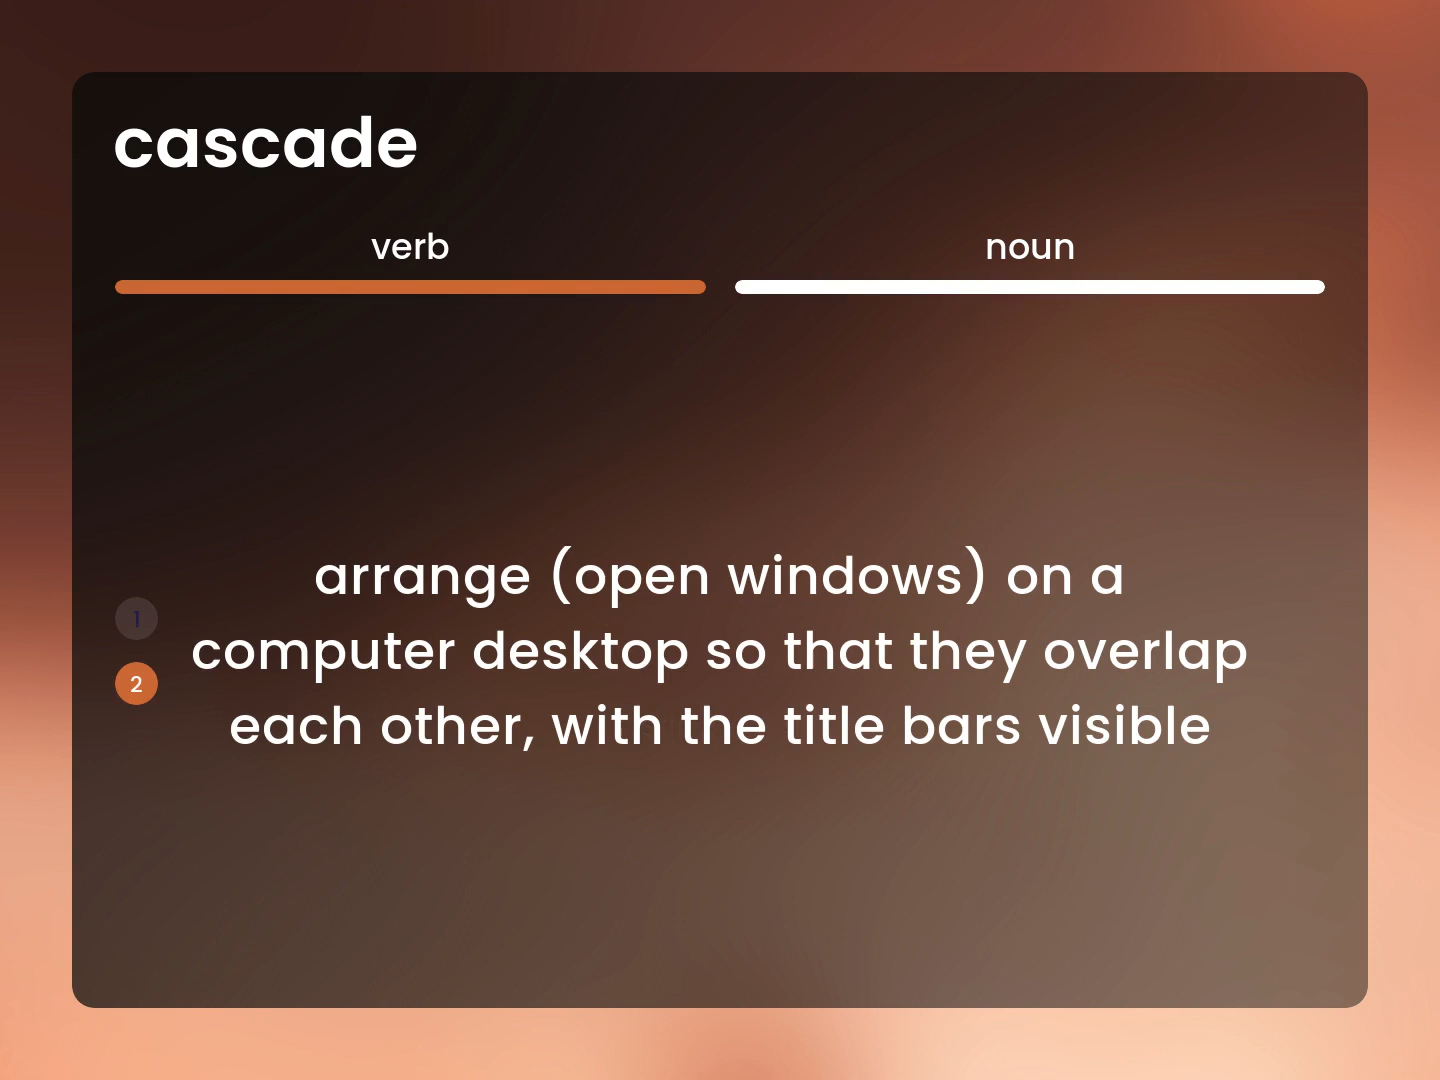 cascade
verb
noun
arrange (open windows) on a
computer desktop so that they overlap
each other, with the title bars visible
1
2